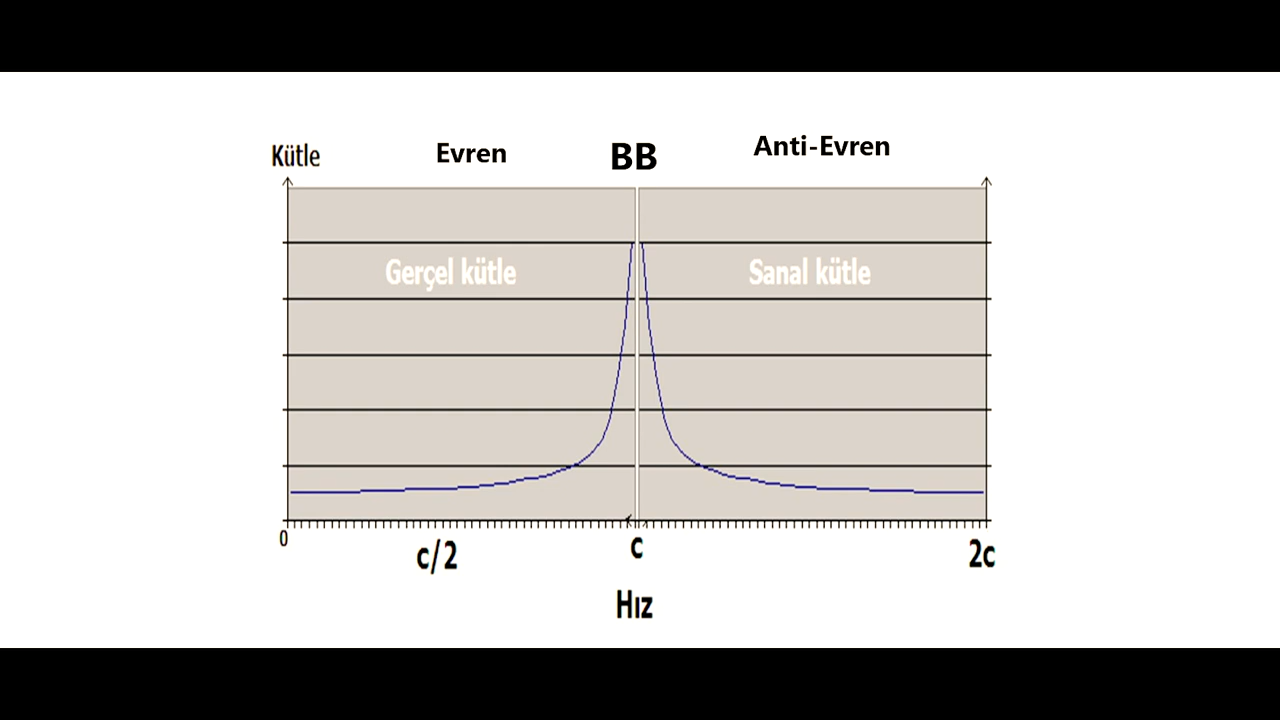 Kütle
Evren
BB
Anti-Evren
Gerçel kütle
Sanal kütle
0
c/2
c
2c
Hız